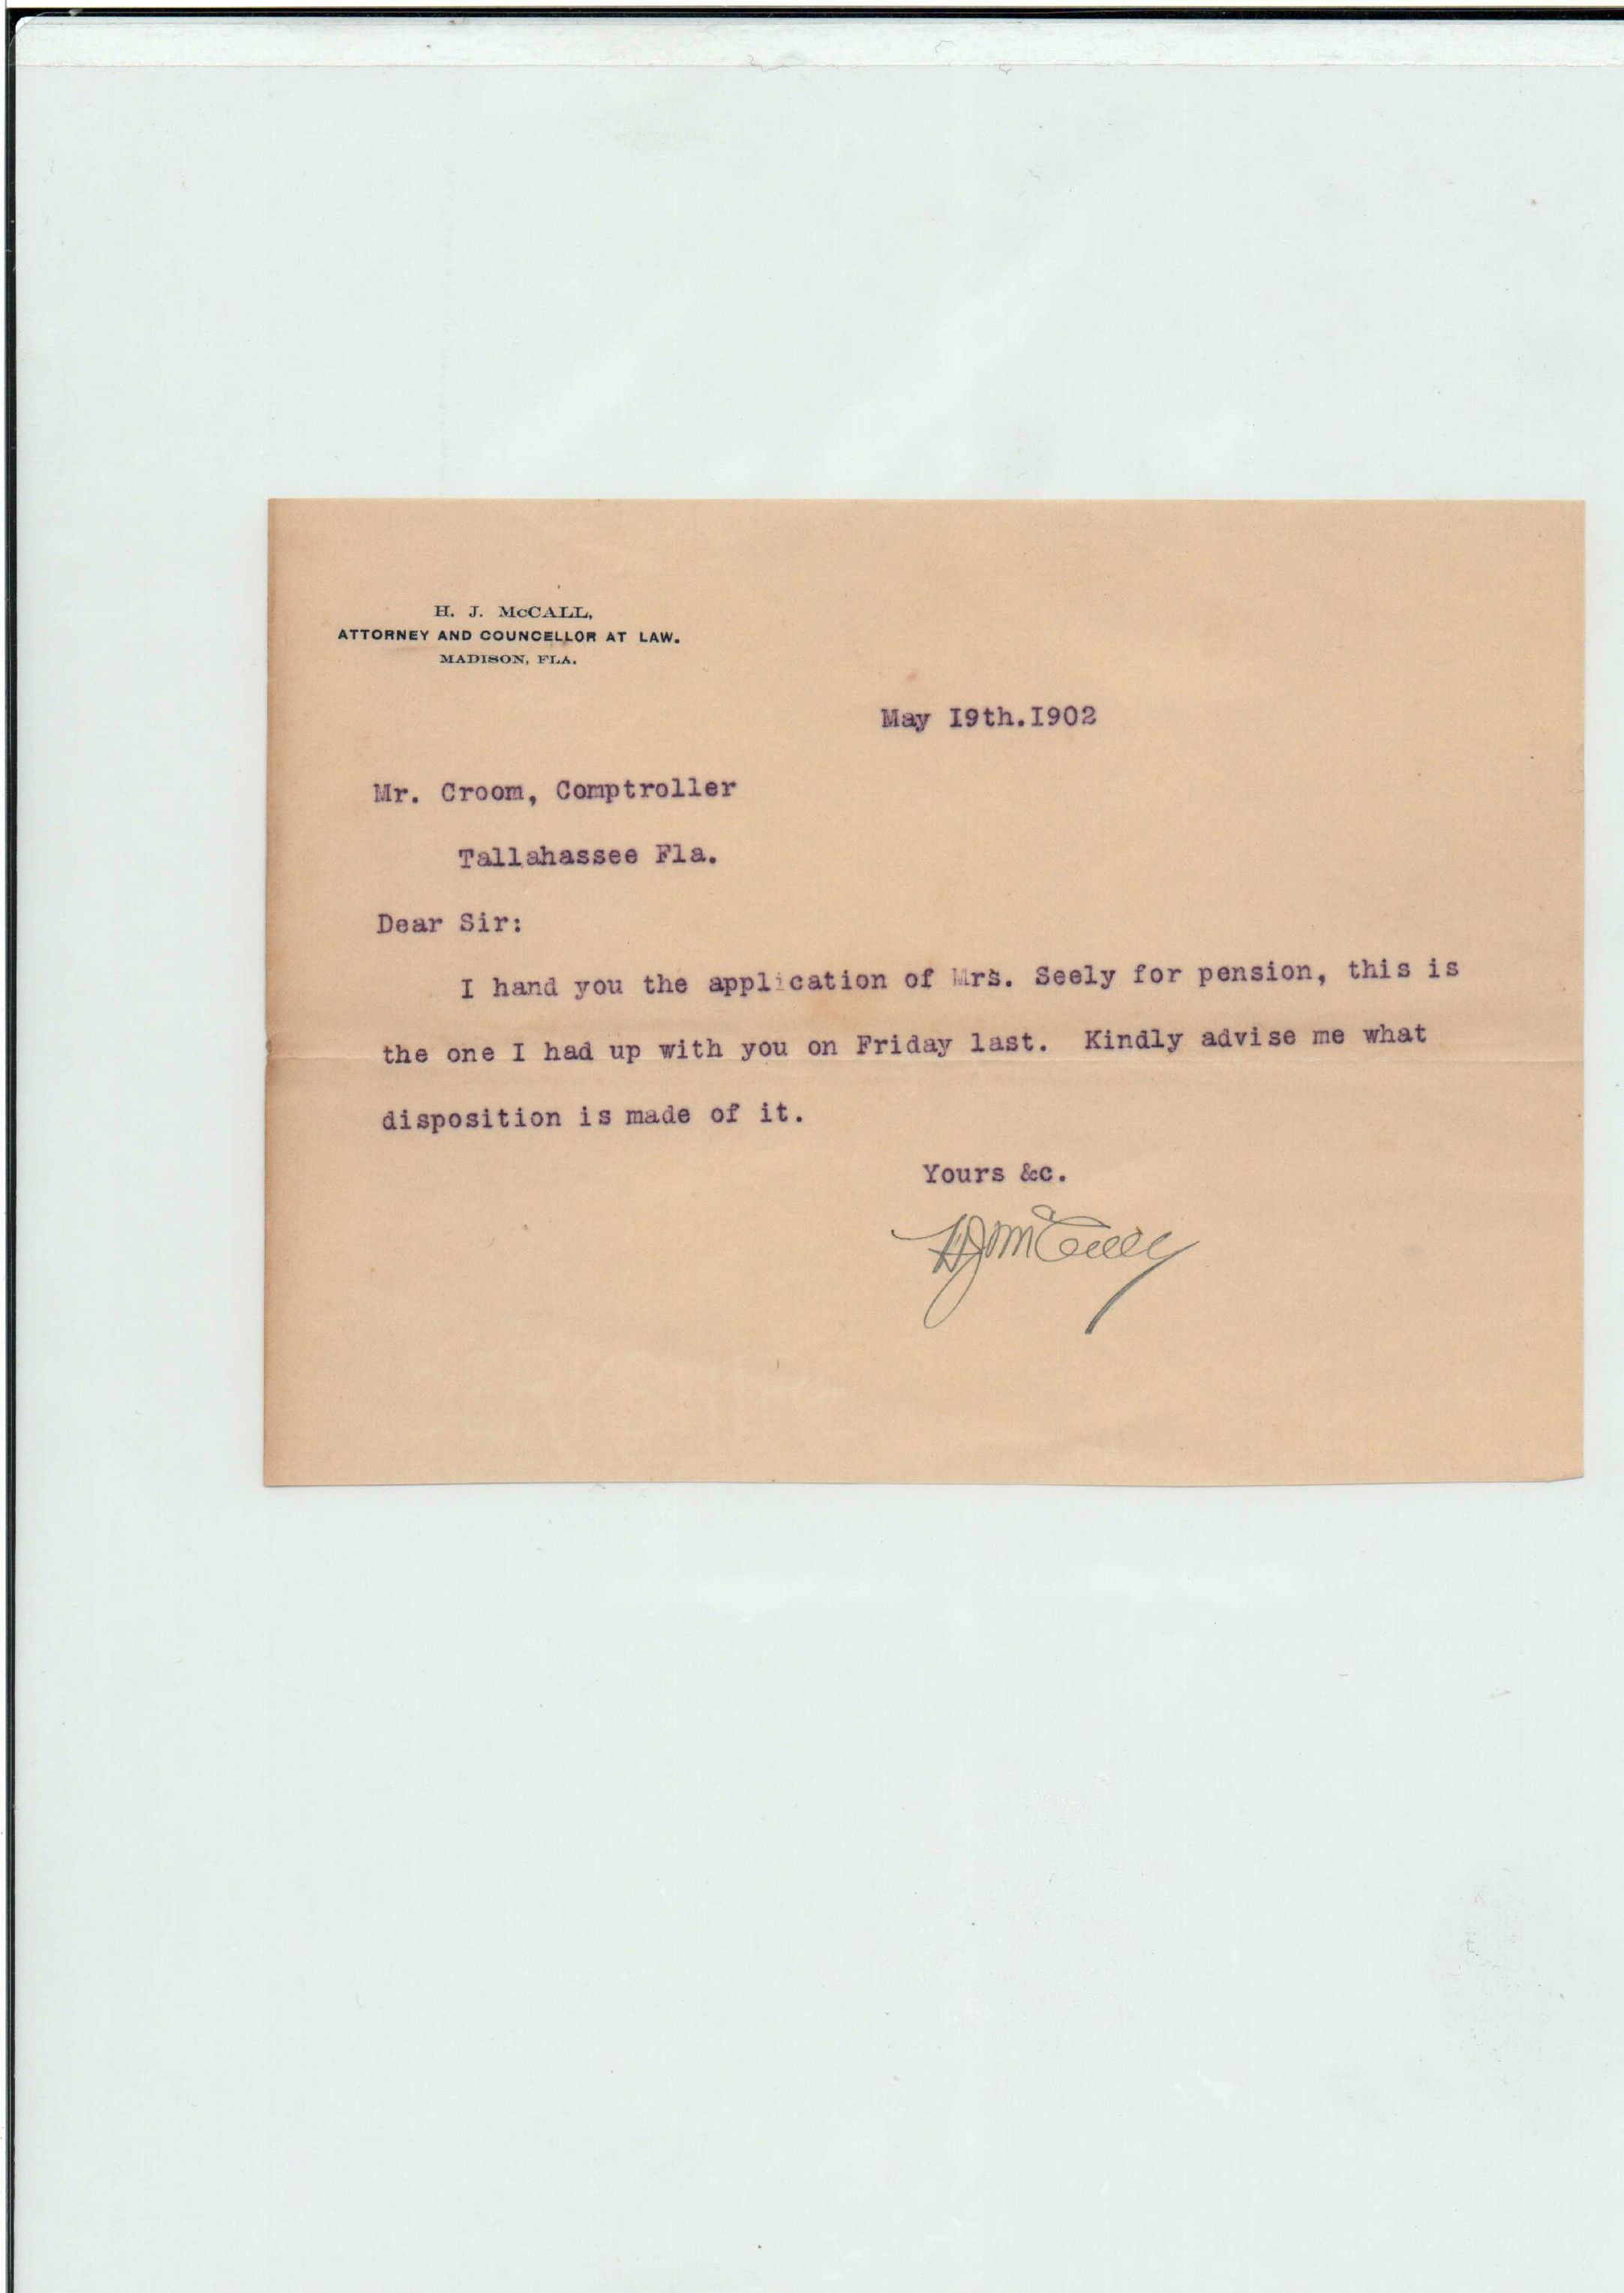 H. J. McCALL,
ATTORNEY AND COUNCELLOR AT LAW.
MADISON, FLA.
May I9th.I902
Mr. Croom, Comptroller
Tallahassee Fla.
Dear Sir:
I hand you the application of Mrs. Seely for pension, this is
the one I had up with you on Friday last. Kindly advise me what
disposition is made of it.
Yours &c.
HJMcCall